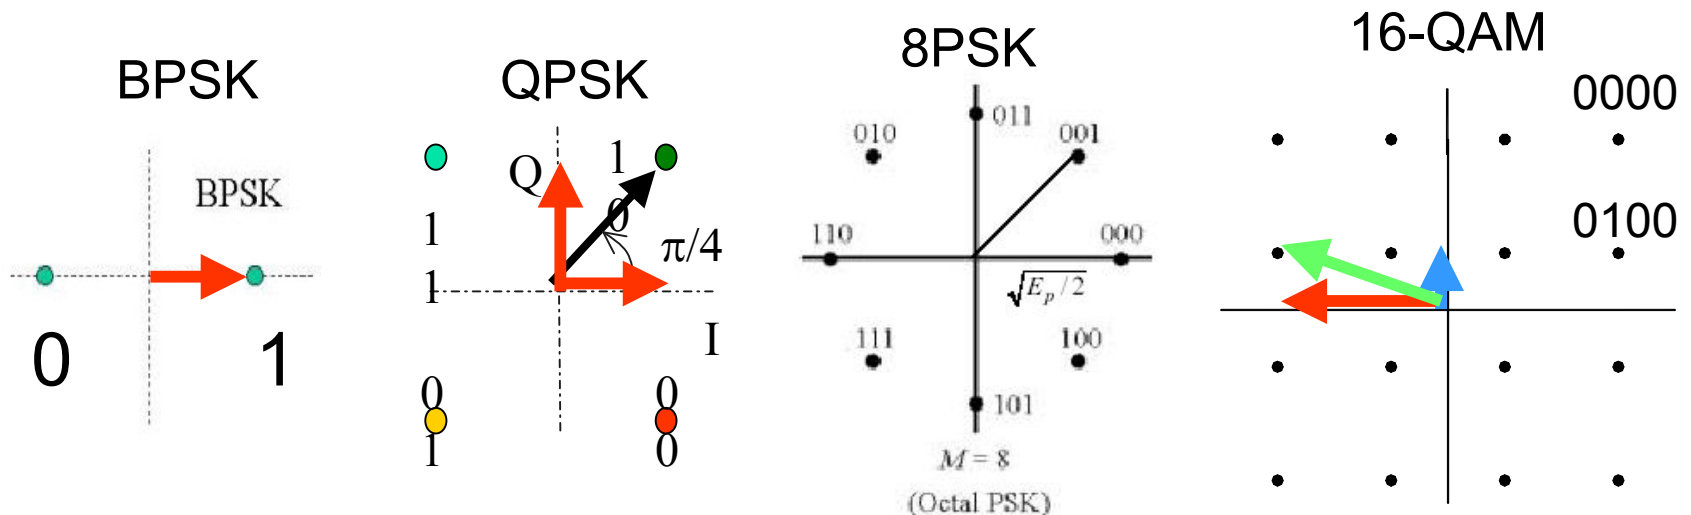 BPSK
BPSK
0
1
QPSK
Q
1
0
π/4
1
1
I
0
1
0
0
8PSK
011
010
001
110
000
√E_p/2
111
100
101
M = 8
(Octal PSK)
16-QAM
0000
0100